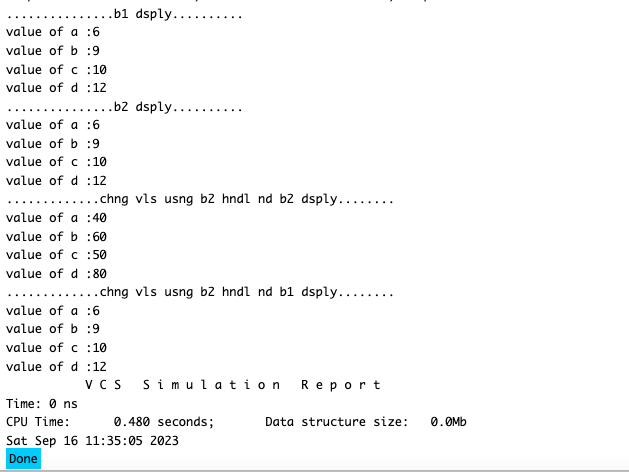 ...............b1 dsply..........
value of a :6
value of b :9
value of c :10
value of d :12
...............b2 dsply..........
value of a :6
value of b :9
value of c :10
value of d :12
.............chng vls usng b2 hndl nd b2 dsply........
value of a :40
value of b :60
value of c :50
value of d :80
.............chng vls usng b2 hndl nd b1 dsply........
value of a :6
value of b :9
value of c :10
value of d :12
V C S   S i m u l a t i o n   R e p o r t
Time: 0 ns
CPU Time:      0.480 seconds;       Data structure size:   0.0Mb
Sat Sep 16 11:35:05 2023
Done